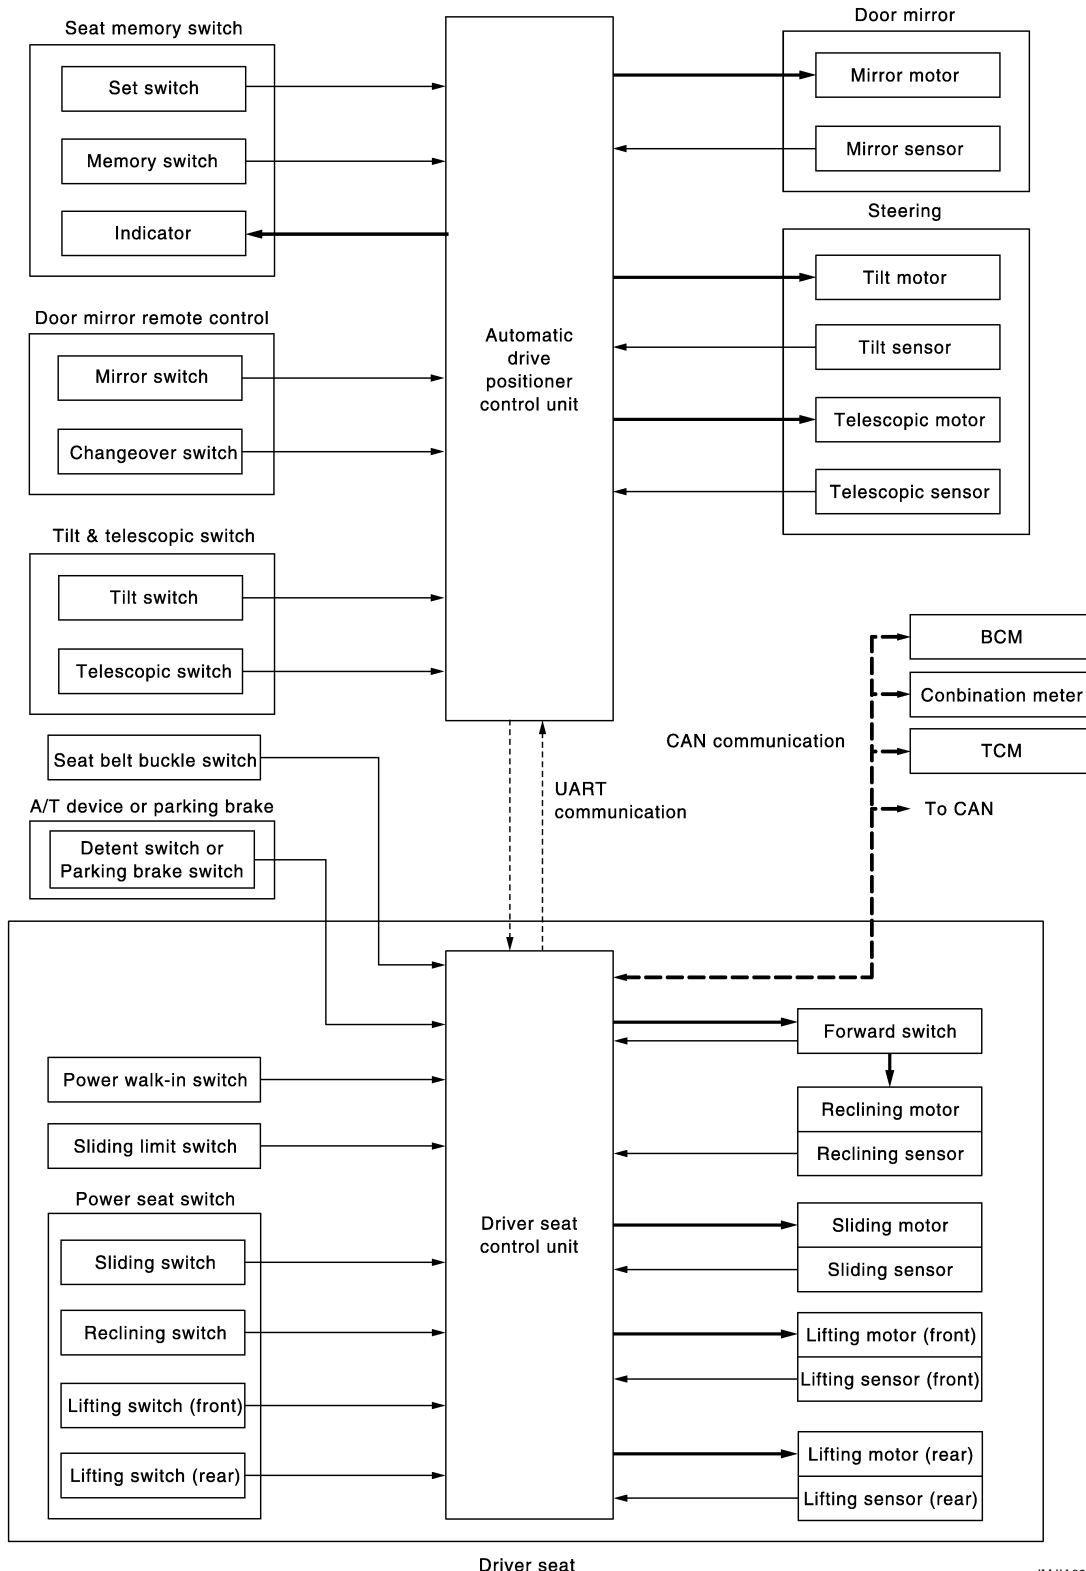 Seat memory switch
Set switch
Memory switch
Indicator
Door mirror remote control
Mirror switch
Changeover switch
Tilt & telescopic switch
Tilt switch
Telescopic switch
Seat belt buckle switch
A/T device or parking brake
Detent switch or
Parking brake switch
Automatic
drive
positioner
control unit
Door mirror
Mirror motor
Mirror sensor
Steering
Tilt motor
Tilt sensor
Telescopic motor
Telescopic sensor
BCM
Conbination meter
TCM
To CAN
CAN communication
UART
communication
Power walk-in switch
Sliding limit switch
Power seat switch
Sliding switch
Reclining switch
Lifting switch (front)
Lifting switch (rear)
Driver seat
control unit
Forward switch
Reclining motor
Reclining sensor
Sliding motor
Sliding sensor
Lifting motor (front)
Lifting sensor (front)
Lifting motor (rear)
Lifting sensor (rear)
Driver seat